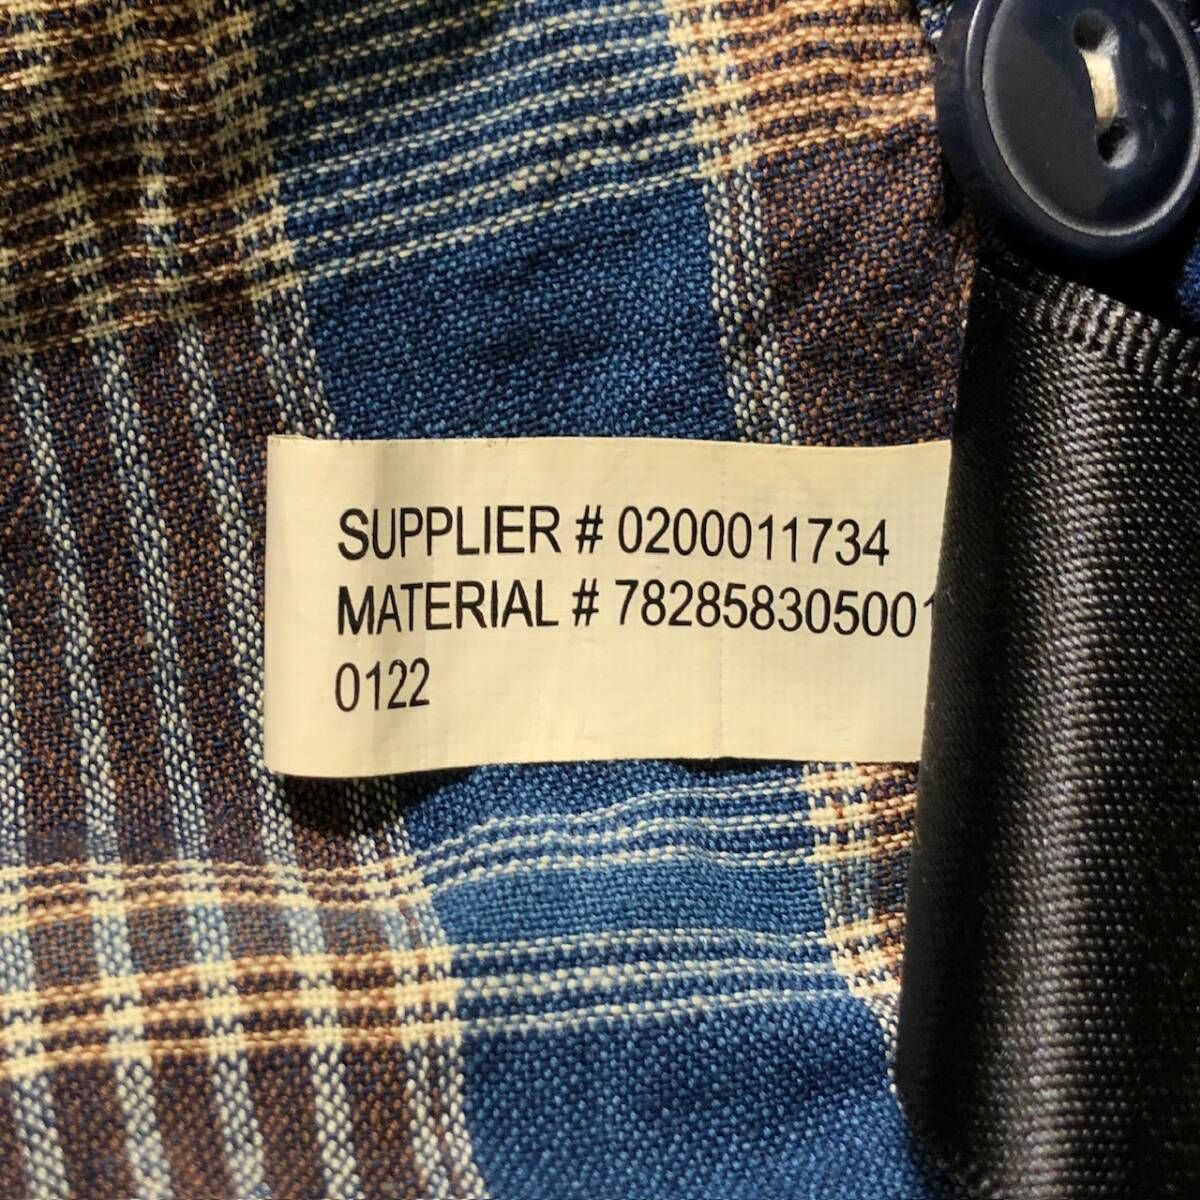 SUPPLIER # 0200011734
MATERIAL # 782858305001
0122